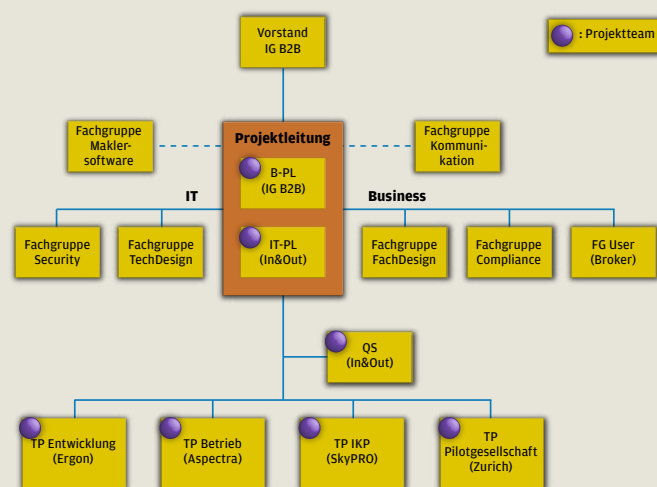 Vorstand
IG B2B
: Projektteam
Fachgruppe
Makler-
software
Projektleitung
Fachgruppe
Kommuni-
kation
B-PL
(IG B2B)
IT
Business
Fachgruppe
Security
Fachgruppe
TechDesign
IT-PL
(In&Out)
Fachgruppe
FachDesign
Fachgruppe
Compliance
FG User
(Broker)
QS
(In&Out)
TP Entwicklung
(Ergon)
TP Betrieb
(Aspectra)
TP IKP
(SkyPRO)
TP
Pilotgesellschaft
(Zurich)